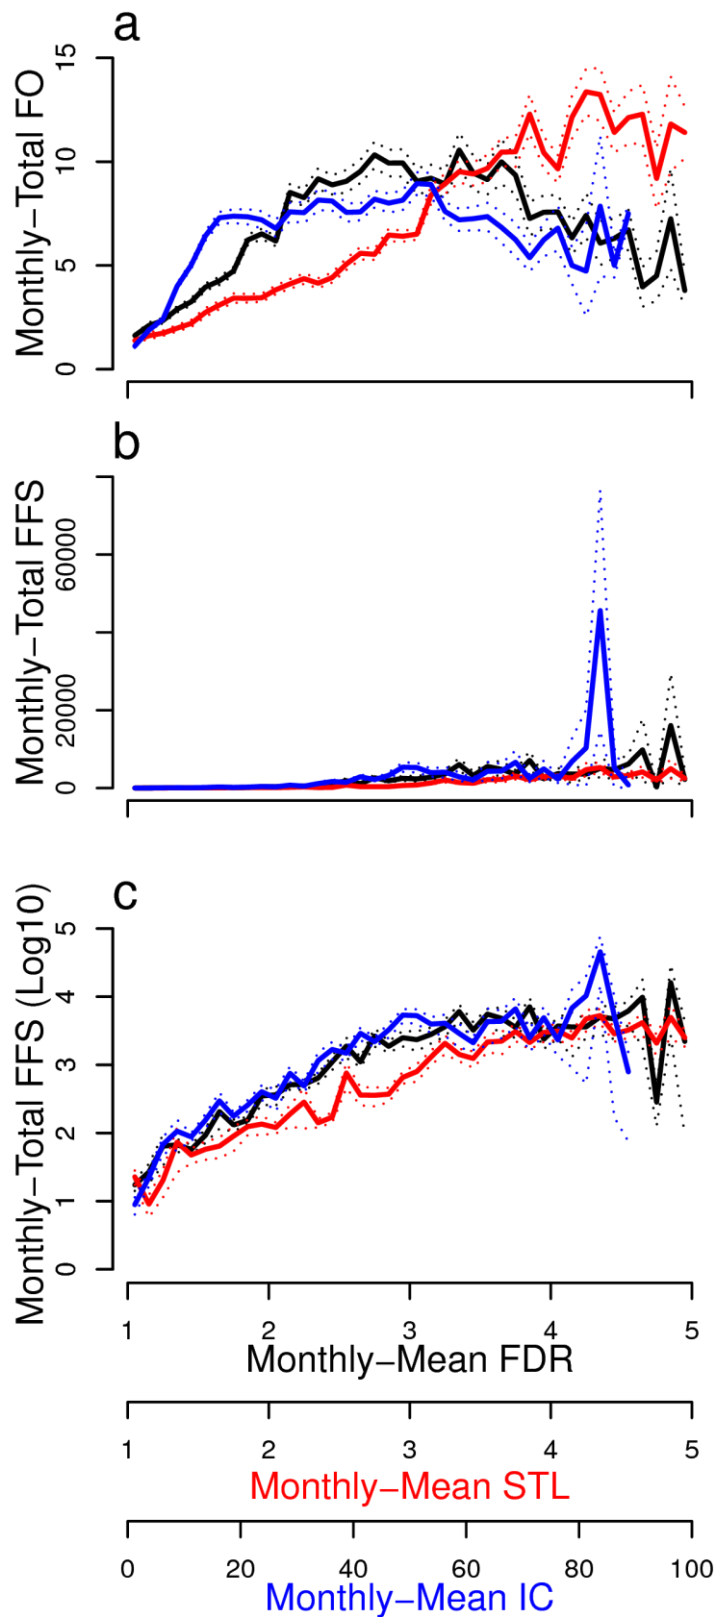 a
Monthly−Total FO
0 5 10 15
b
Monthly−Total FFS
0 20000 60000
c
Monthly−Total FFS (Log10)
0 1 2 3 4 5
1 2 3 4 5
Monthly−Mean FDR
1 2 3 4 5
Monthly−Mean STL
0 20 40 60 80 100
Monthly−Mean IC